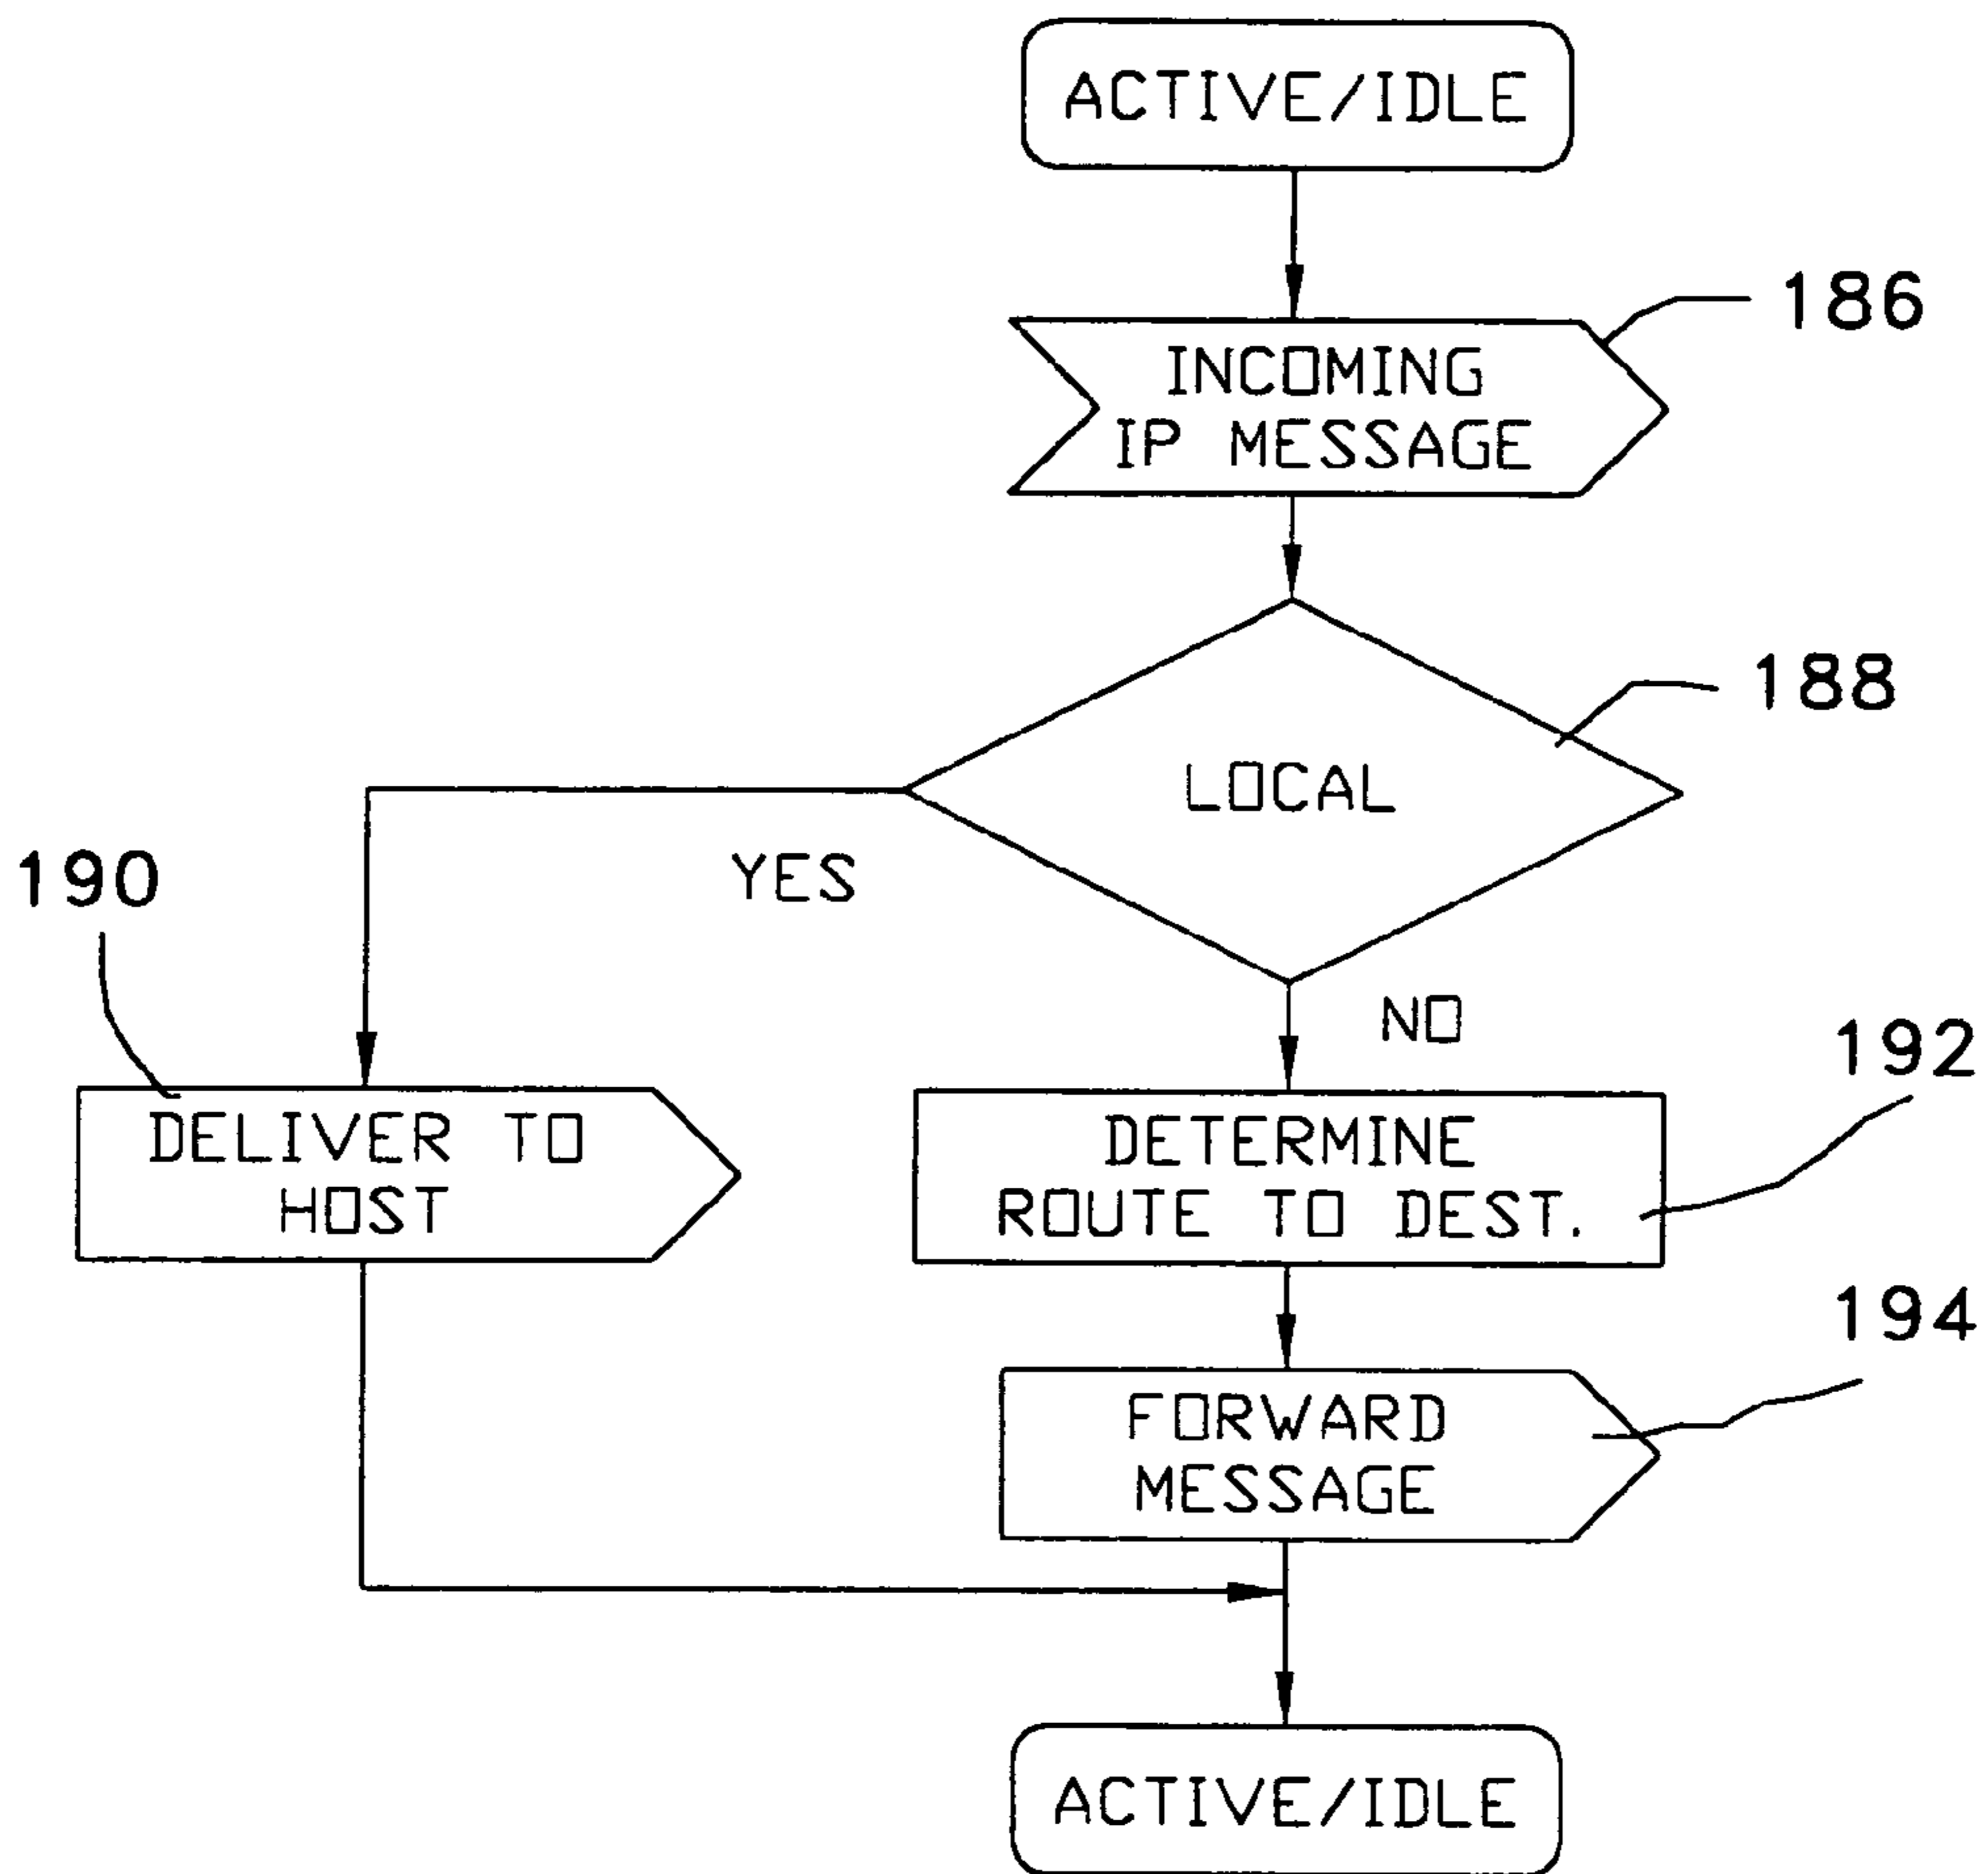 ACTIVE/IDLE
186
INCOMING
IP MESSAGE
188
LOCAL
YES
190
NO
192
DELIVER TO
HOST
DETERMINE
ROUTE TO DEST.
194
FORWARD
MESSAGE
ACTIVE/IDLE